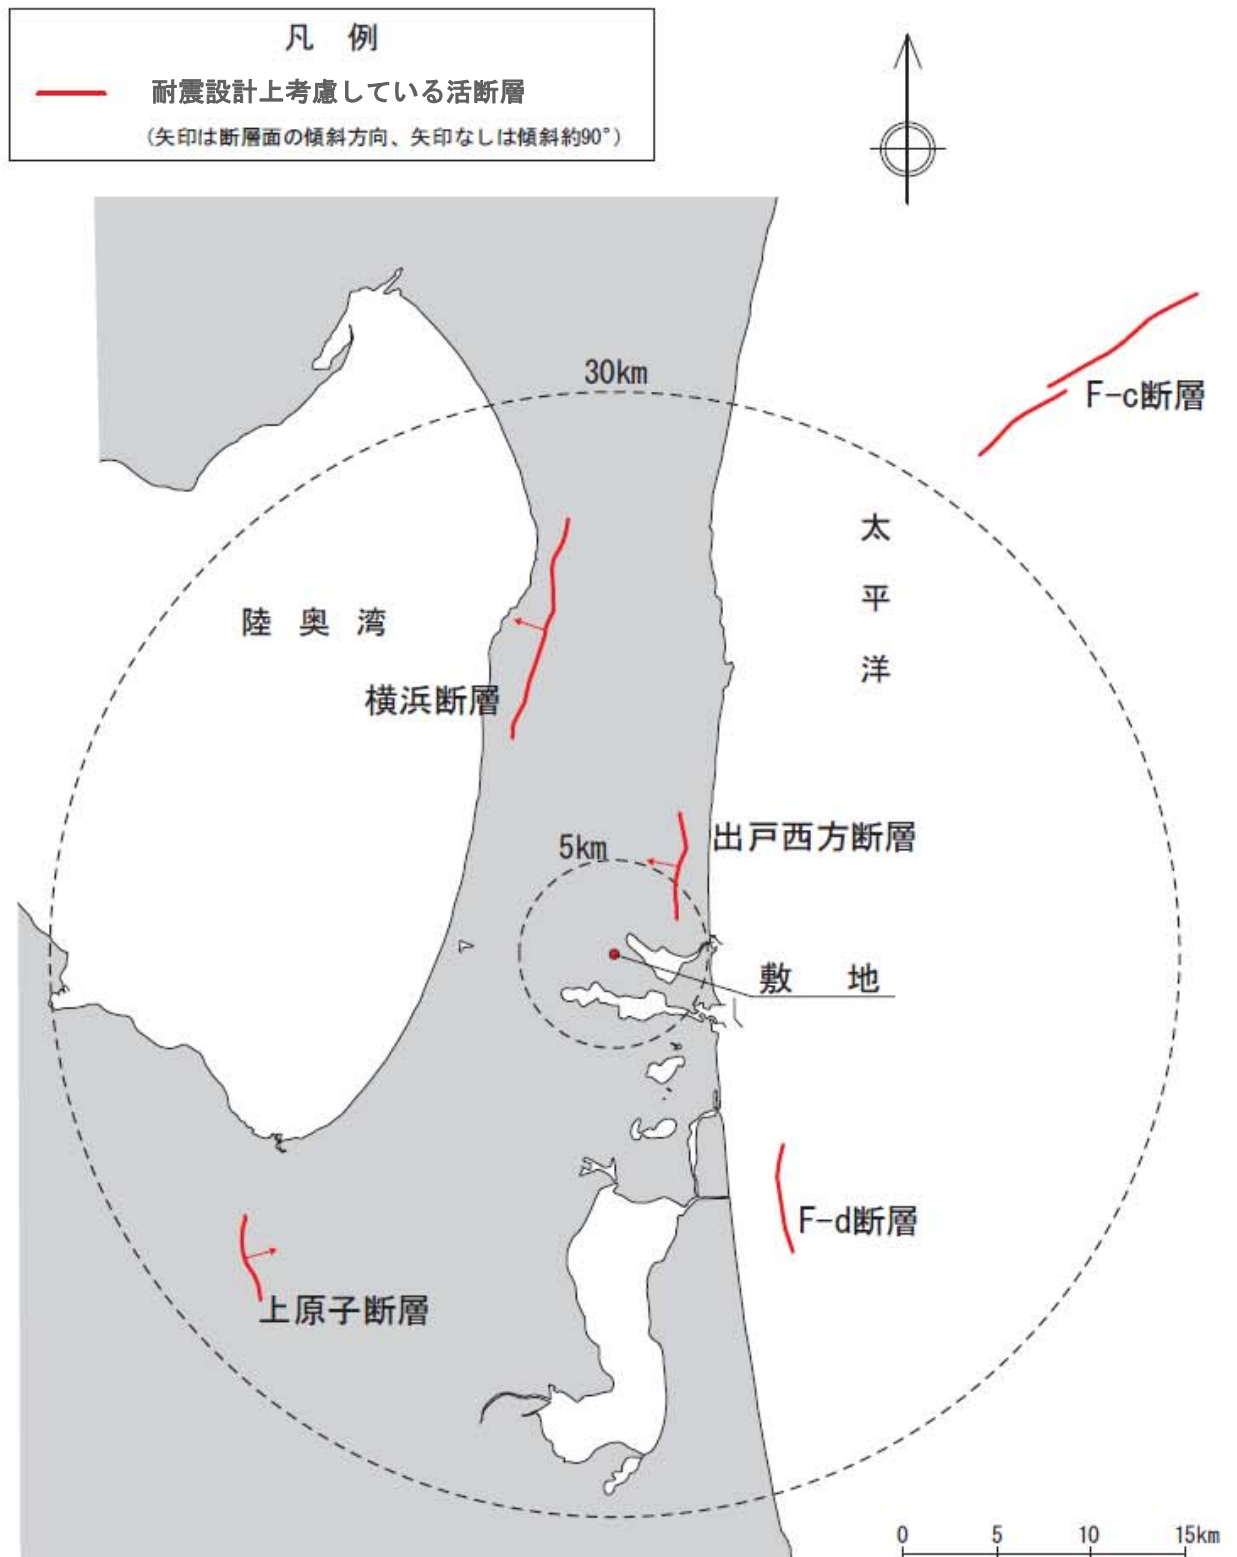 凡 例
耐震設計上考慮している活断層
(矢印は断層面の傾斜方向、矢印なしは傾斜約90°)
30km
F-c断層
太平洋
陸奥湾
横浜断層
出戸西方断層
5km
敷 地
F-d断層
上原子断層
0 5 10 15km